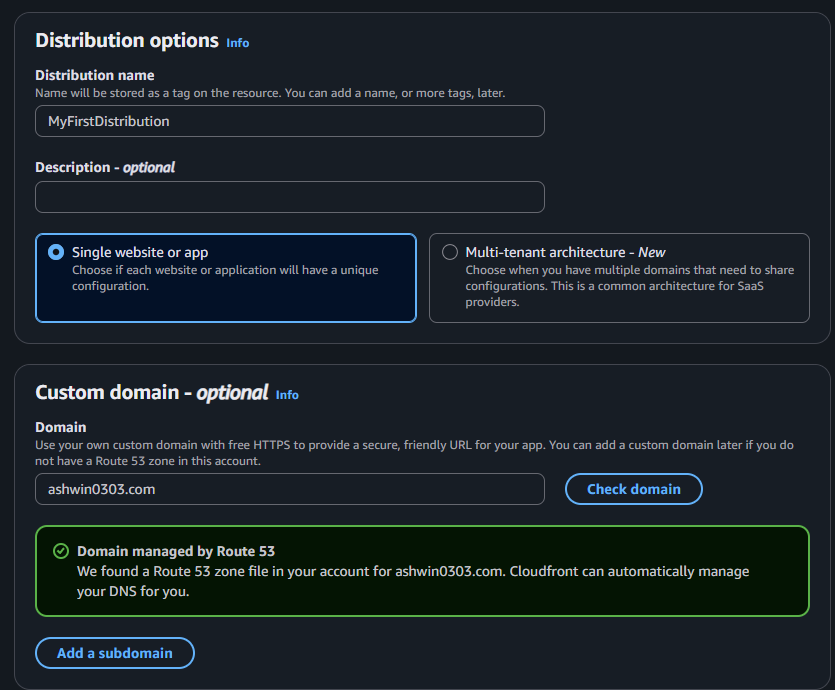 Distribution options Info
Distribution name
Name will be stored as a tag on the resource. You can add a name, or more tags, later.
MyFirstDistribution
Description - optional
Single website or app
Choose if each website or application will have a unique
configuration.
Multi-tenant architecture - New
Choose when you have multiple domains that need to share
configurations. This is a common architecture for SaaS
providers.
Custom domain - optional Info
Domain
Use your own custom domain with free HTTPS to provide a secure, friendly URL for your app. You can add a custom domain later if you do
not have a Route 53 zone in this account.
ashwin0303.com
Check domain
Domain managed by Route 53
We found a Route 53 zone file in your account for ashwin0303.com. Cloudfront can automatically manage
your DNS for you.
Add a subdomain